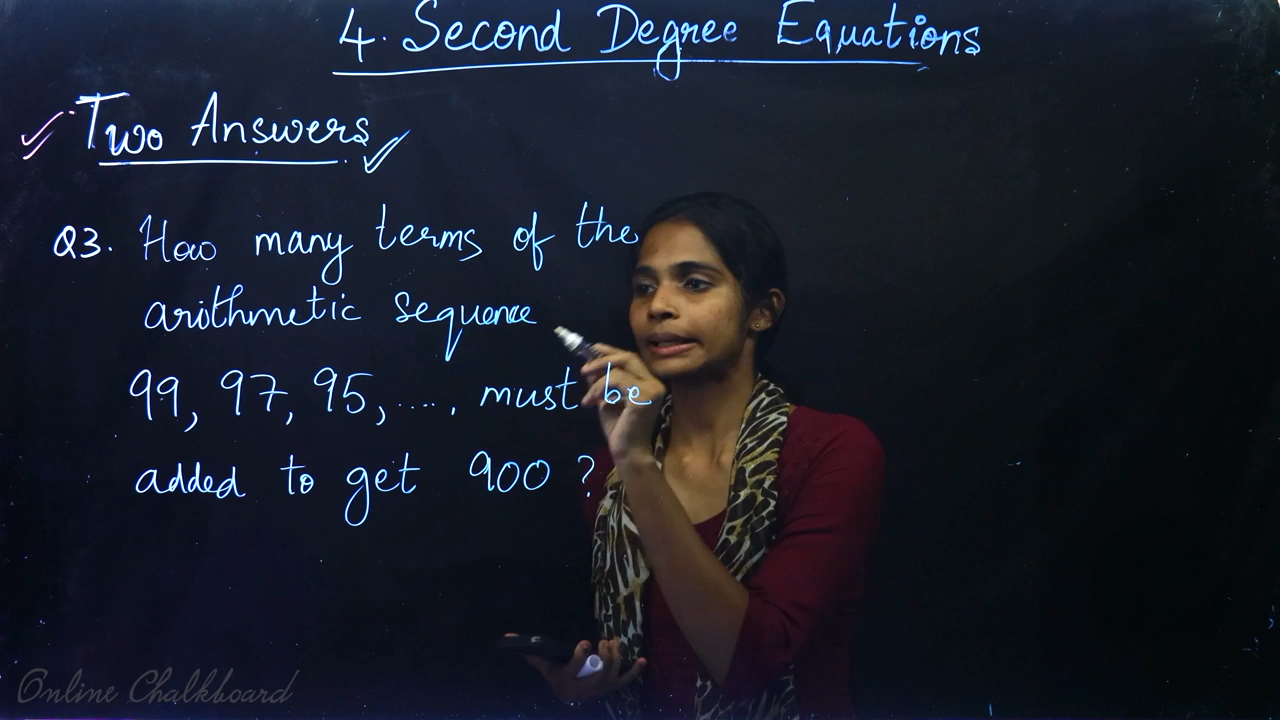 4. Second Degree Equations
Two Answers
Q3. How many terms of the
arithmetic sequence
99, 97, 95, ...., must be
added to get 900 ?
Online Chalkboard